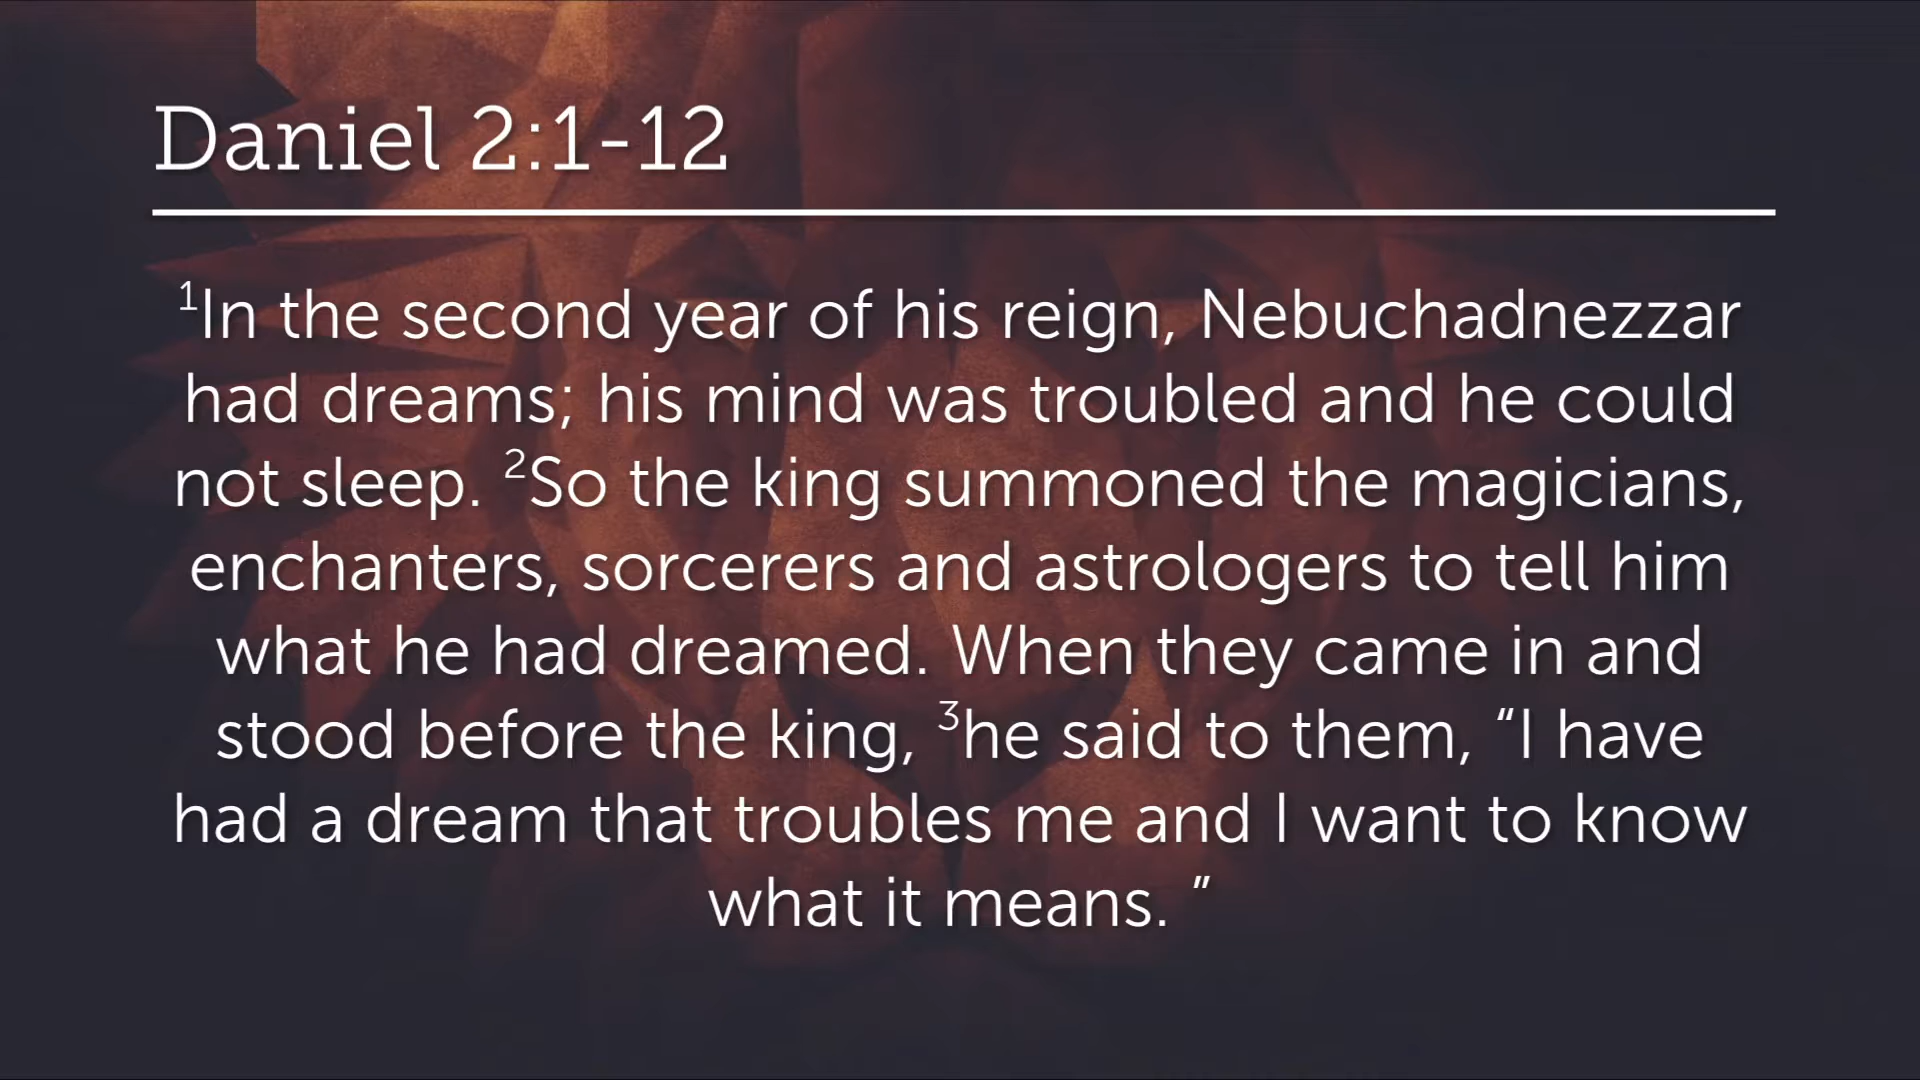 Daniel 2:1-12
¹In the second year of his reign, Nebuchadnezzar
had dreams; his mind was troubled and he could
not sleep. ²So the king summoned the magicians,
enchanters, sorcerers and astrologers to tell him
what he had dreamed. When they came in and
stood before the king, ³he said to them, “I have
had a dream that troubles me and I want to know
what it means. ”